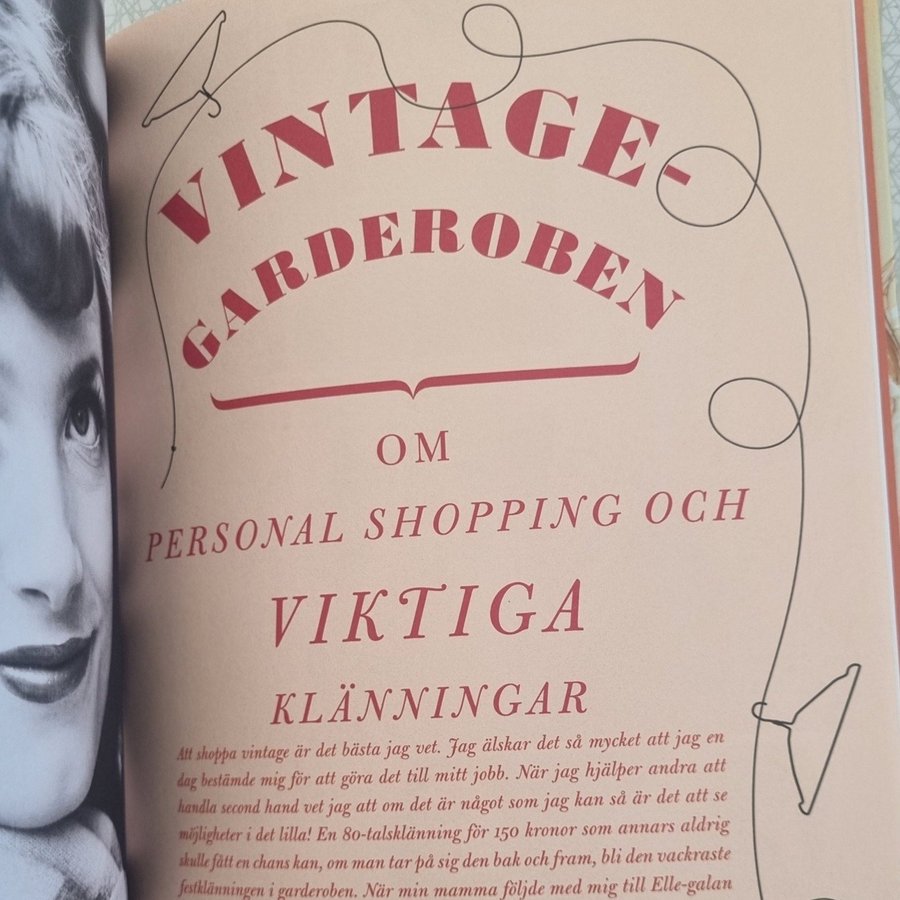 VINTAGE-
GARDEROBEN
OM
PERSONAL SHOPPING OCH
VIKTIGA
KLÄNNINGAR
Att shoppa vintage är det bästa jag vet. Jag älskar det så mycket att jag en
dag bestämde mig för att göra det till mitt jobb. När jag hjälper andra att
handla second hand vet jag att om det är något som jag kan så är det att se
möjligheter i det lilla! En 80-talsklänning för 150 kronor som annars aldrig
skulle fått en chans kan, om man tar på sig den bak och fram, bli den vackraste
festklänningen i garderoben. När min mamma följde med mig till Elle-galan